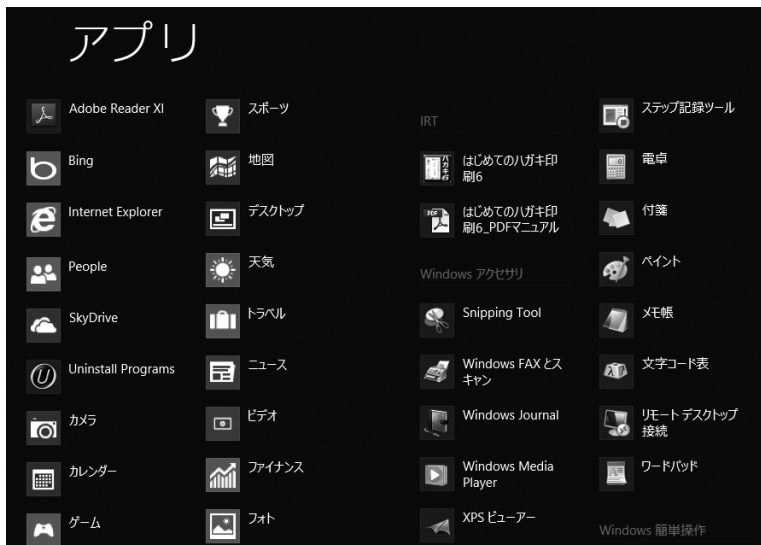 アプリ
Adobe Reader XI
Bing
Internet Explorer
People
SkyDrive
Uninstall Programs
カメラ
カレンダー
ゲーム
スポーツ
地図
デスクトップ
天気
トラベル
ニュース
ビデオ
ファイナンス
フォト
IRT
はじめてのハガキ印
刷6
はじめてのハガキ印
刷6_PDFマニュアル
Windows アクセサリ
Snipping Tool
Windows FAX とス
キャン
Windows Journal
Windows Media
Player
XPS ビューアー
ステップ記録ツール
電卓
付箋
ペイント
メモ帳
文字コード表
リモート デスクトップ
接続
ワードパッド
Windows 簡単操作